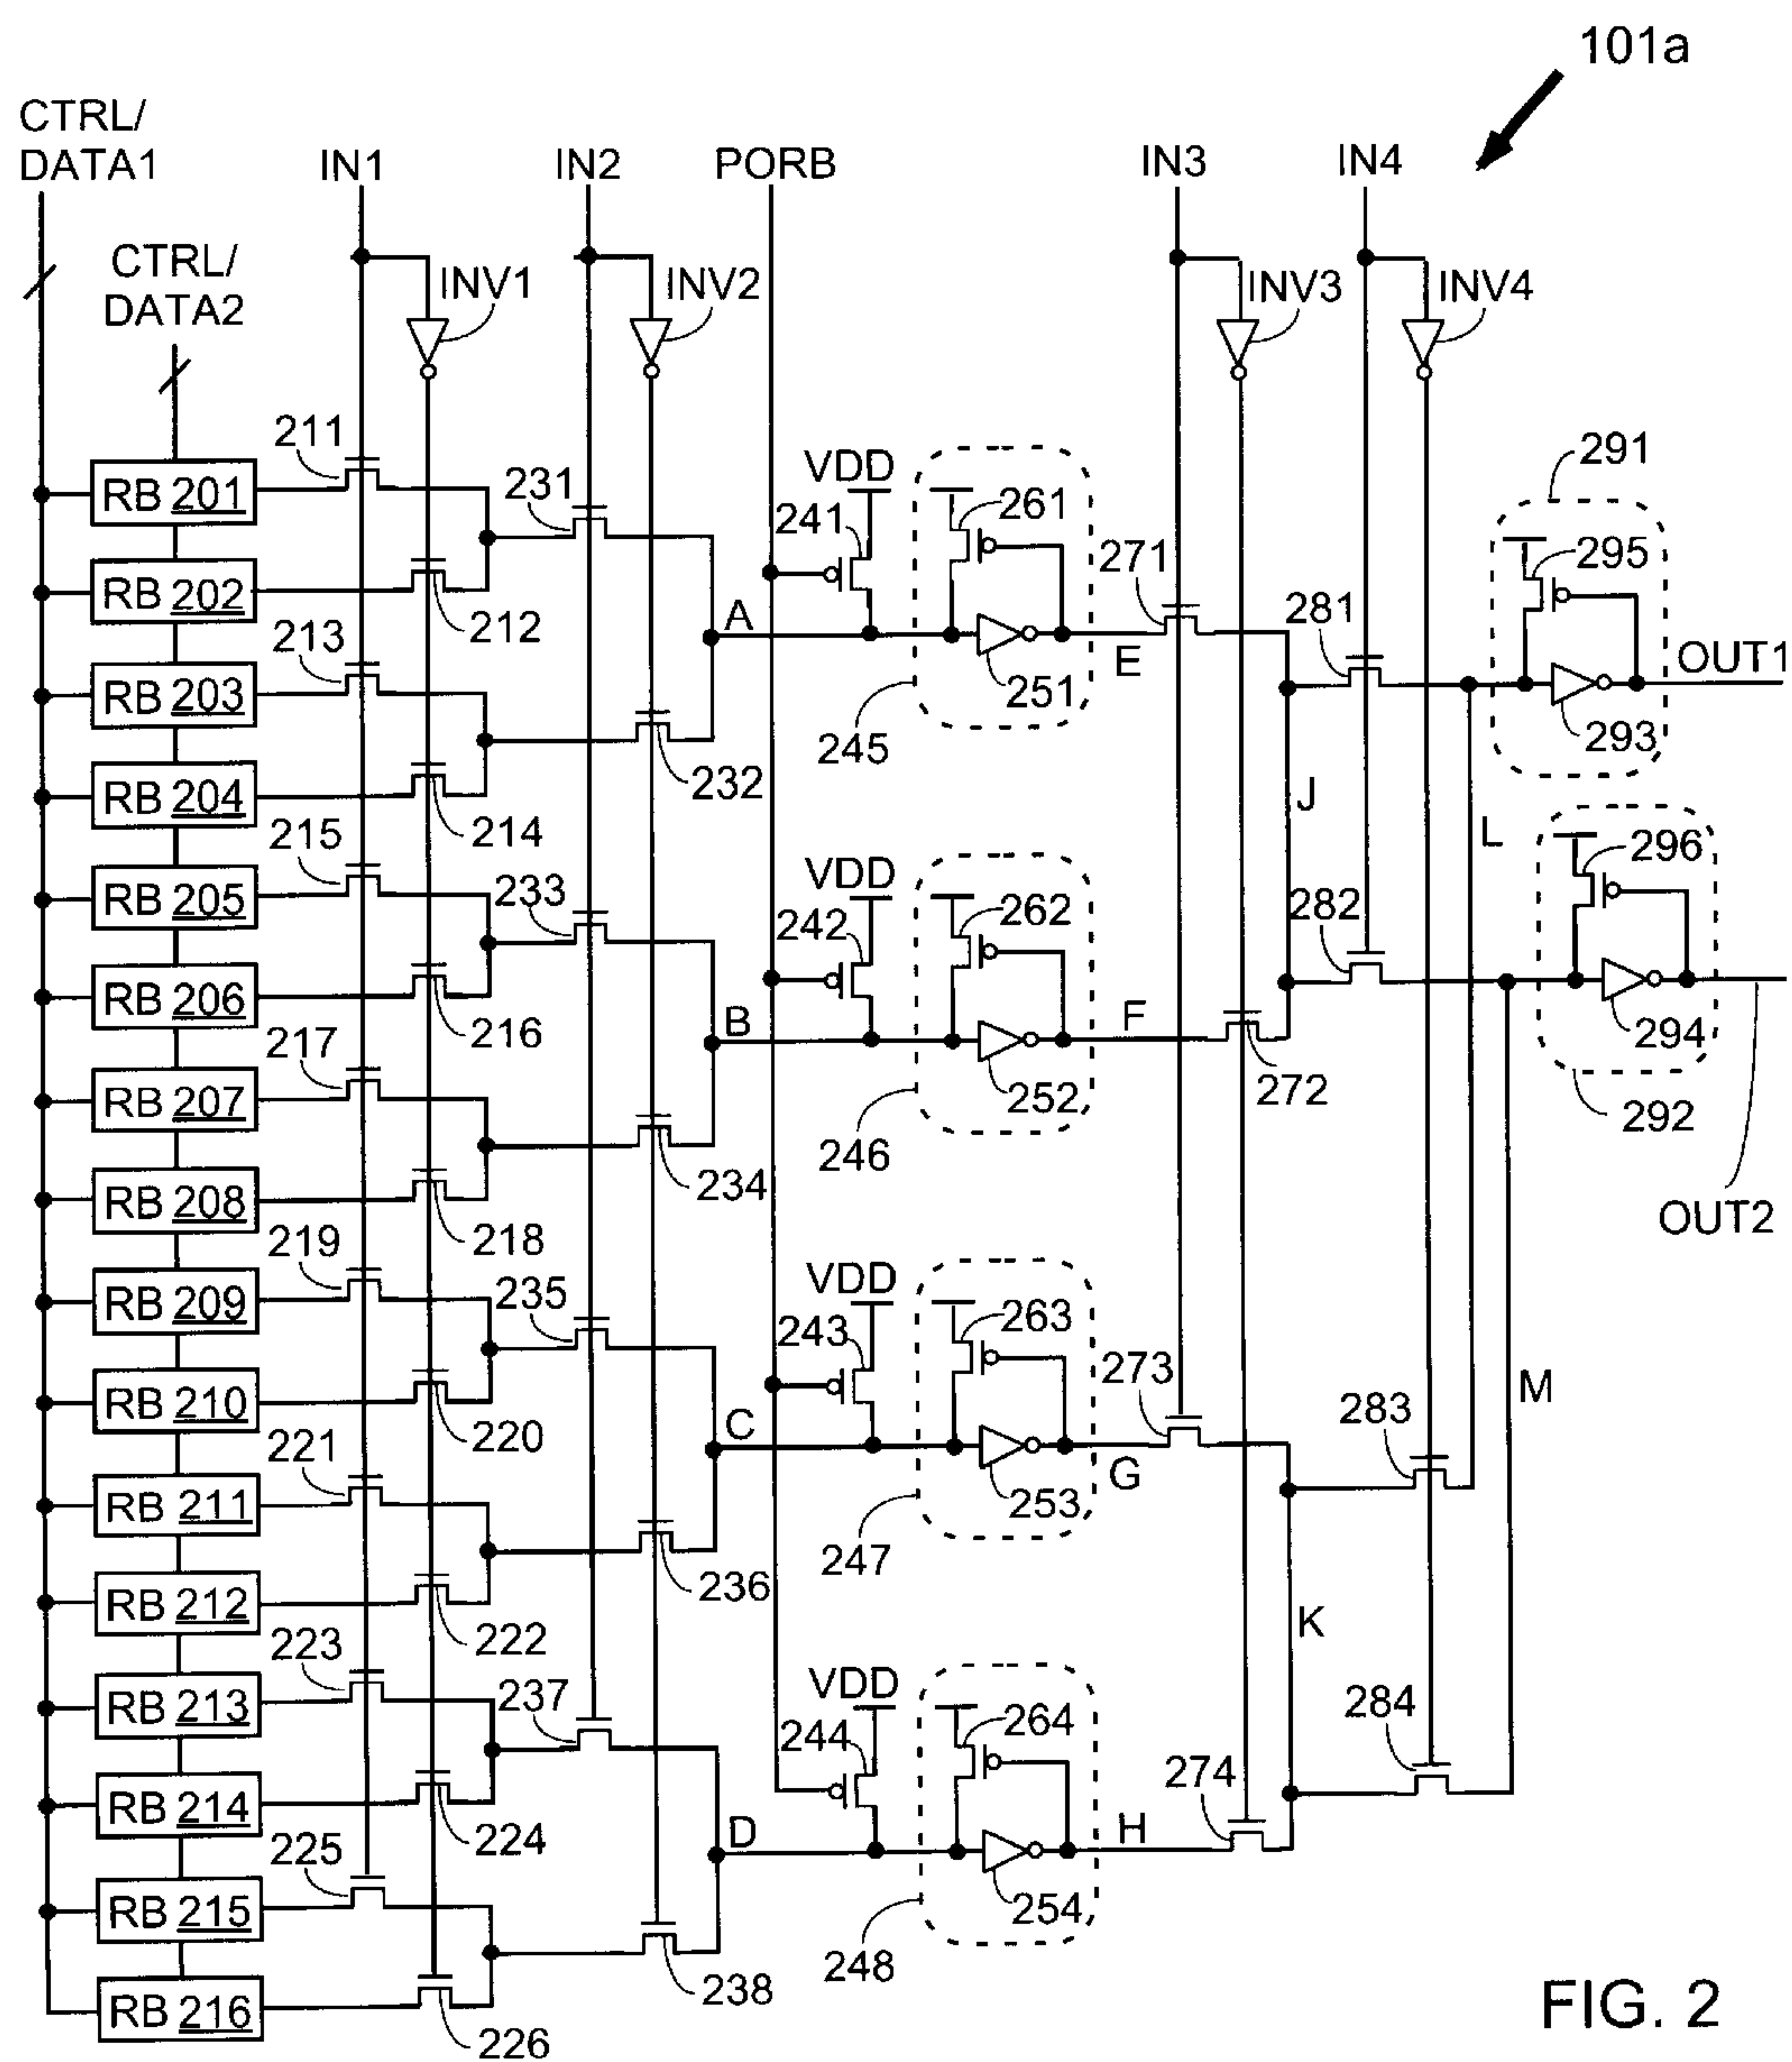 101a
CTRL/
DATA1
IN1
IN2
PORB
IN3
IN4
CTRL/
DATA2
INV1
INV2
INV3
INV4
211
RB 201
231
VDD
241
261
271
291
295
281
RB 202
212
A
E
251
245
OUT1
293
213
RB 203
232
J
L
RB 204
214
215
RB 205
233
VDD
242
262
282
296
RB 206
216
B
F
294
217
RB 207
252
272
292
246
RB 208
218
234
OUT2
219
RB 209
235
VDD
243
263
273
M
283
RB 210
220
C
G
221
RB 211
253
247
RB 212
222
236
K
223
RB 213
237
VDD
244
264
284
274
RB 214
224
D
H
225
RB 215
254
248
RB 216
226
238
FIG. 2